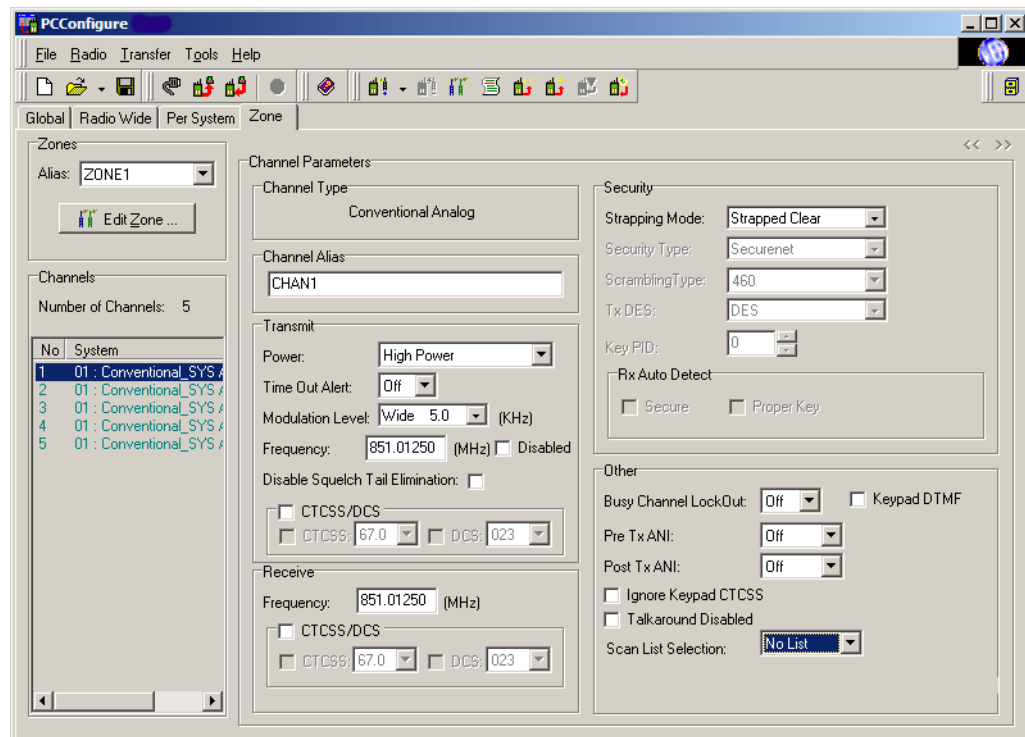 PCConfigure
File Radio Transfer Tools Help
Global Radio Wide Per System Zone
Zones
Alias: ZONE1
Edit Zone ...
Channels
Number of Channels: 5
No System
1 01 : Conventional_SYS
2 01 : Conventional_SYS
3 01 : Conventional_SYS
4 01 : Conventional_SYS
5 01 : Conventional_SYS
<< >>
Channel Parameters
Channel Type
Conventional Analog
Channel Alias
CHAN1
Transmit
Power: High Power
Time Out Alert: Off
Modulation Level: Wide 5.0 (KHz)
Frequency: 851.01250 (MHz) Disabled
Disable Squelch Tail Elimination:
CTCSS/DCS
CTCSS: 67.0 DCS: 023
Receive
Frequency: 851.01250 (MHz)
CTCSS/DCS
CTCSS: 67.0 DCS: 023
Security
Strapping Mode: Strapped Clear
Security Type: Securenet
ScramblingType: 460
Tx DES: DES
Key PID: 0
Rx Auto Detect
Secure Proper Key
Other
Busy Channel LockOut: Off Keypad DTMF
Pre Tx ANI: Off
Post Tx ANI: Off
Ignore Keypad CTCSS
Talkaround Disabled
Scan List Selection: No List